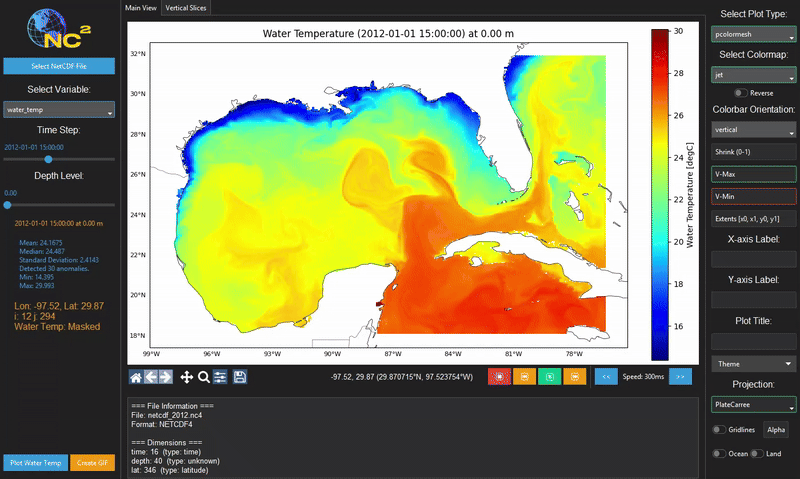 NC2
Select NetCDF File
Select Variable:
water_temp
Time Step:
2012-01-01 15:00:00
Depth Level:
0.00
2012-01-01 15:00:00 at 0.00 m
Mean: 24.1675
Median: 24.487
Standard Deviation: 2.4143
Detected 30 anomalies.
Min: 14.395
Max: 29.993
Lon: -97.52, Lat: 29.87
i: 12 j: 294
Water Temp: Masked
Plot Water Temp
Create GIF
Main View
Vertical Slices
Water Temperature (2012-01-01 15:00:00) at 0.00 m
32°N
30°N
28°N
26°N
24°N
22°N
20°N
18°N
99°W
96°W
93°W
90°W
87°W
84°W
81°W
78°W
30
28
26
24
22
20
18
16
Water Temperature [degC]
-97.52, 29.87 (29.870715°N, 97.523754°W)
<<
Speed: 300ms
>>
=== File Information ===
File: netcdf_2012.nc4
Format: NETCDF4
=== Dimensions ===
time: 16 (type: time)
depth: 40 (type: unknown)
lat: 346 (type: latitude)
Select Plot Type:
pcolormesh
Select Colormap:
jet
Reverse
Colorbar Orientation:
vertical
Shrink (0-1)
V-Max
V-Min
Extents [x0, x1, y0, y1]
X-axis Label:
Y-axis Label:
Plot Title:
Theme
Projection:
PlateCarree
Gridlines
Alpha
Ocean
Land